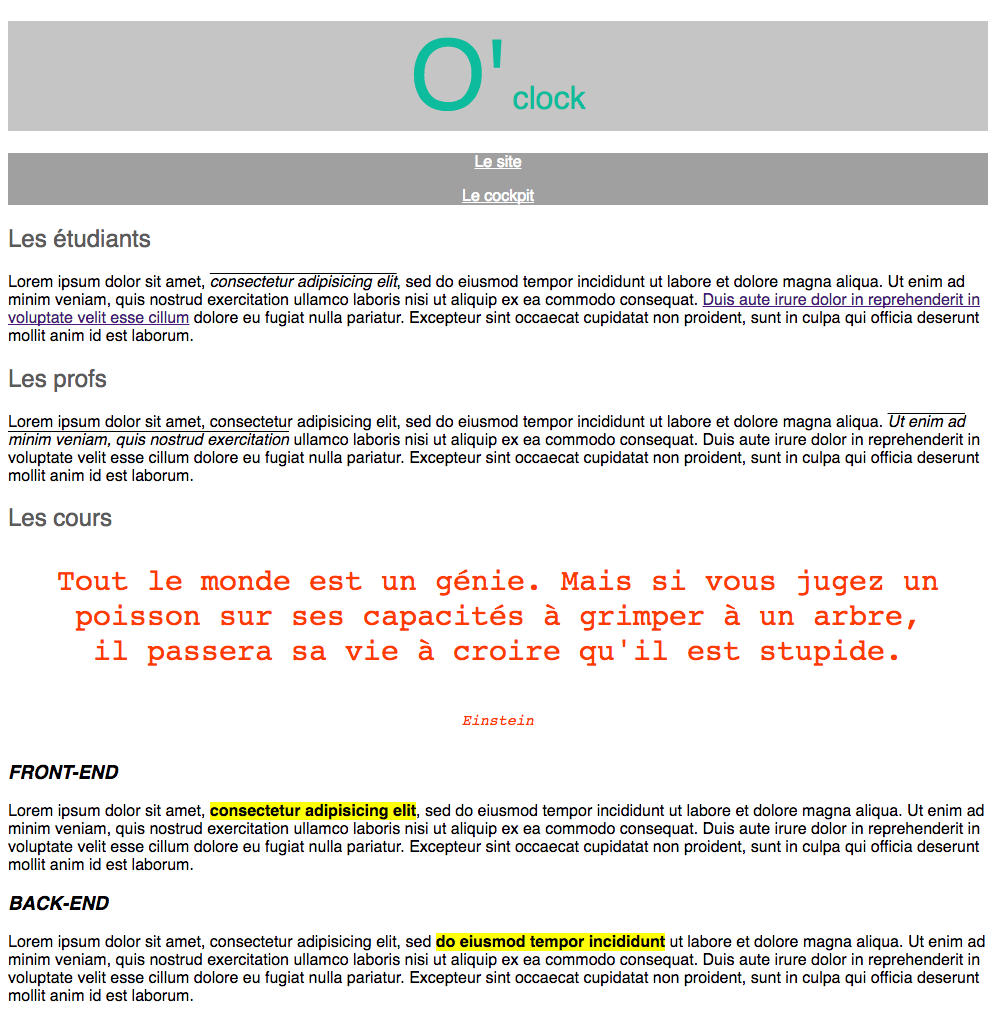 O' clock
Le site
Le cockpit
Les étudiants
Lorem ipsum dolor sit amet, consectetur adipisicing elit, sed do eiusmod tempor incididunt ut labore et dolore magna aliqua. Ut enim ad
minim veniam, quis nostrud exercitation ullamco laboris nisi ut aliquip ex ea commodo consequat. Duis aute irure dolor in reprehenderit in
voluptate velit esse cillum dolore eu fugiat nulla pariatur. Excepteur sint occaecat cupidatat non proident, sunt in culpa qui officia deserunt
mollit anim id est laborum.
Les profs
Lorem ipsum dolor sit amet, consectetur adipisicing elit, sed do eiusmod tempor incididunt ut labore et dolore magna aliqua. Ut enim ad
minim veniam, quis nostrud exercitation ullamco laboris nisi ut aliquip ex ea commodo consequat. Duis aute irure dolor in reprehenderit in
voluptate velit esse cillum dolore eu fugiat nulla pariatur. Excepteur sint occaecat cupidatat non proident, sunt in culpa qui officia deserunt
mollit anim id est laborum.
Les cours
Tout le monde est un génie. Mais si vous jugez un
poisson sur ses capacités à grimper à un arbre,
il passera sa vie à croire qu'il est stupide.
Einstein
FRONT-END
Lorem ipsum dolor sit amet, consectetur adipisicing elit, sed do eiusmod tempor incididunt ut labore et dolore magna aliqua. Ut enim ad
minim veniam, quis nostrud exercitation ullamco laboris nisi ut aliquip ex ea commodo consequat. Duis aute irure dolor in reprehenderit in
voluptate velit esse cillum dolore eu fugiat nulla pariatur. Excepteur sint occaecat cupidatat non proident, sunt in culpa qui officia deserunt
mollit anim id est laborum.
BACK-END
Lorem ipsum dolor sit amet, consectetur adipisicing elit, sed do eiusmod tempor incididunt ut labore et dolore magna aliqua. Ut enim ad
minim veniam, quis nostrud exercitation ullamco laboris nisi ut aliquip ex ea commodo consequat. Duis aute irure dolor in reprehenderit in
voluptate velit esse cillum dolore eu fugiat nulla pariatur. Excepteur sint occaecat cupidatat non proident, sunt in culpa qui officia deserunt
mollit anim id est laborum.